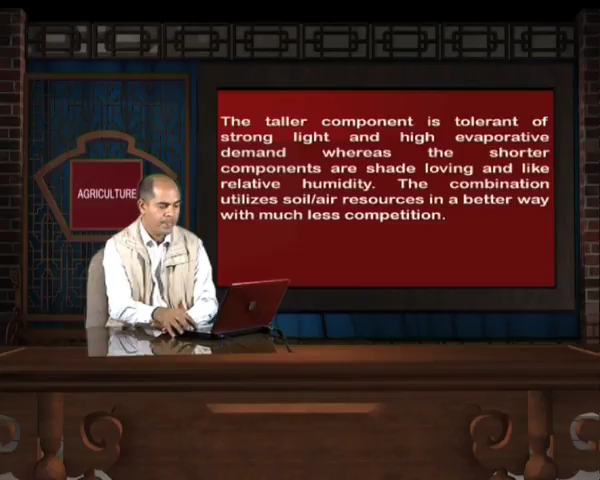 The taller component is tolerant of
strong light and high evaporative
demand whereas the shorter
components are shade loving and like
relative humidity. The combination
utilizes soil/air resources in a better way
with much less competition.
AGRICULTURE